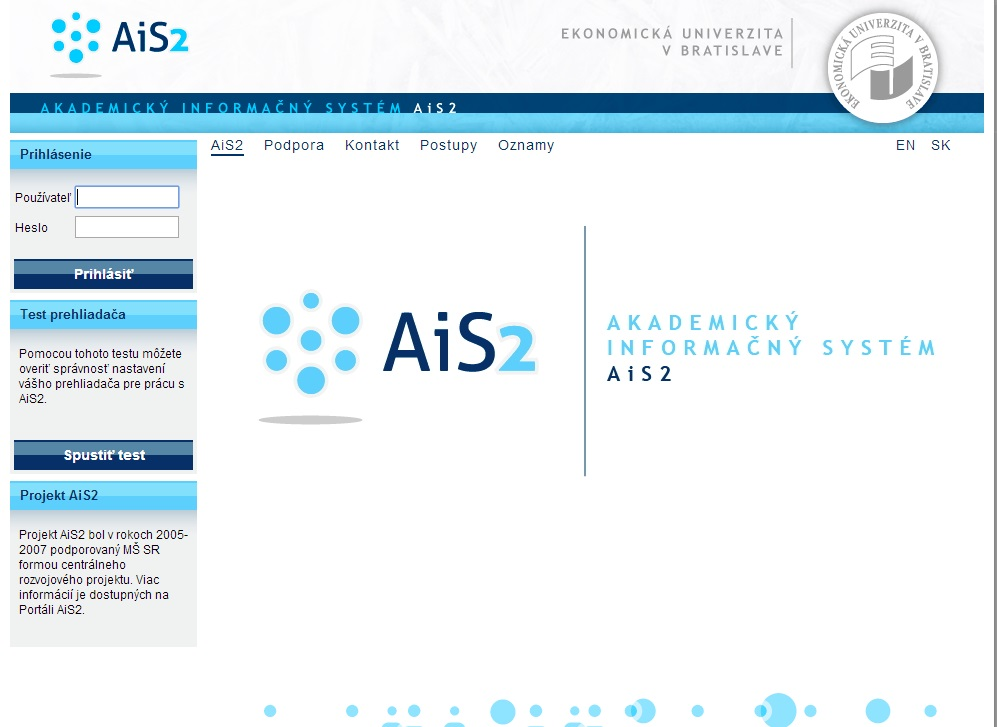 AiS2
EKONOMICKÁ UNIVERZITA
V BRATISLAVE
EKONOMICKÁ UNIVERZITA V BRATISLAVE
AKADEMICKÝ INFORMAČNÝ SYSTÉM AiS2
AiS2 Podpora Kontakt Postupy Oznamy EN SK
Prihlásenie
Používateľ
Heslo
Prihlásiť
Test prehliadača
Pomocou tohoto testu môžete
overiť správnosť nastavení
vášho prehliadača pre prácu s
AiS2.
Spustiť test
Projekt AiS2
Projekt AiS2 bol v rokoch 2005-
2007 podporovaný MŠ SR
formou centrálneho
rozvojového projektu. Viac
informácií je dostupných na
Portáli AiS2.
AiS2
AKADEMICKÝ
INFORMAČNÝ SYSTÉM
AiS2